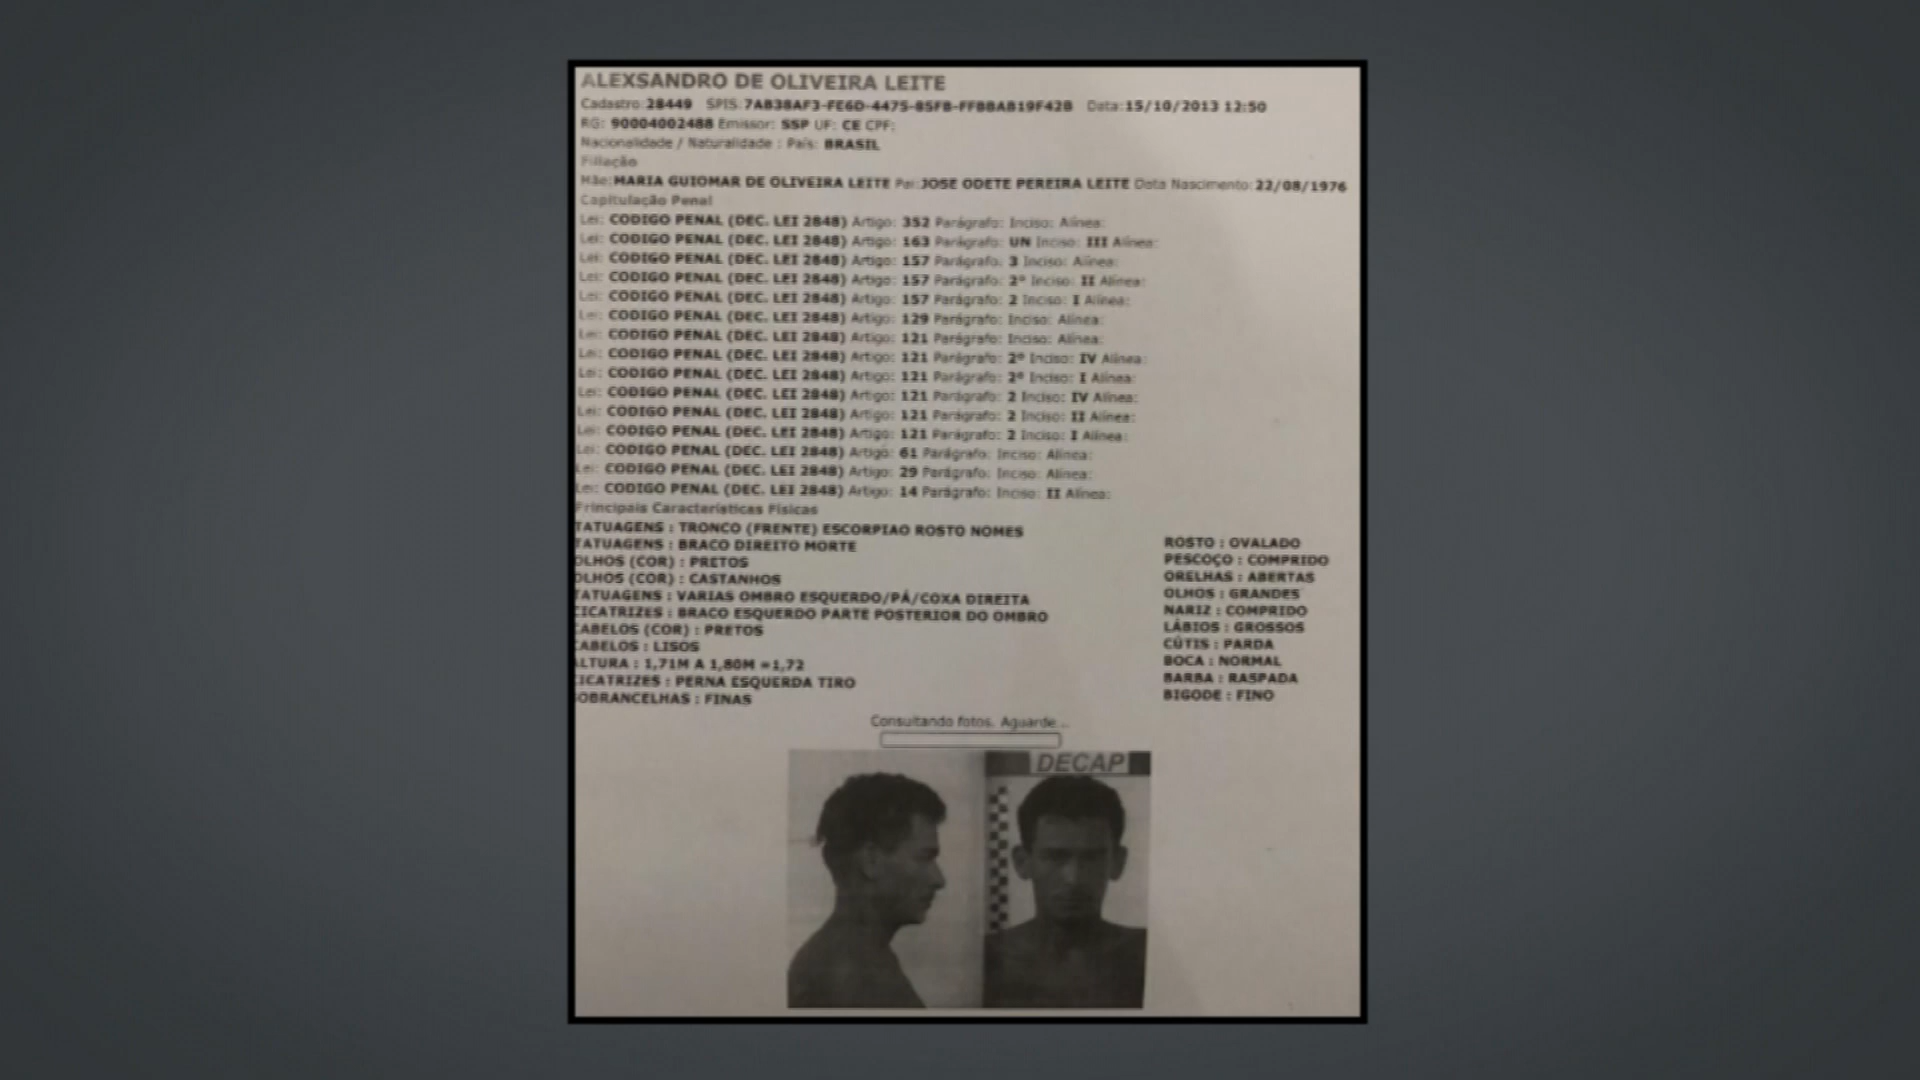 ALEXSANDRO DE OLIVEIRA LEITE
Cadastro: 28449 SPIS: 7AB38AF3-FE6D-4475-85FB-FFBBAB19F42B Data: 15/10/2013 12:50
RG: 90004002488 Emissor: SSP UF: CE CPF:
Nacionalidade / Naturalidade : País: BRASIL
Filiação
Mãe: MARIA GUIOMAR DE OLIVEIRA LEITE Pai: JOSE ODETE PEREIRA LEITE Data Nascimento: 22/08/1976
Capitulação Penal
Lei: CODIGO PENAL (DEC. LEI 2848) Artigo: 352 Parágrafo: Inciso: Alínea:
Lei: CODIGO PENAL (DEC. LEI 2848) Artigo: 163 Parágrafo: UN Inciso: III Alínea:
Lei: CODIGO PENAL (DEC. LEI 2848) Artigo: 157 Parágrafo: 3 Inciso: Alínea:
Lei: CODIGO PENAL (DEC. LEI 2848) Artigo: 157 Parágrafo: 2º Inciso: II Alínea:
Lei: CODIGO PENAL (DEC. LEI 2848) Artigo: 157 Parágrafo: 2 Inciso: I Alínea:
Lei: CODIGO PENAL (DEC. LEI 2848) Artigo: 129 Parágrafo: Inciso: Alínea:
Lei: CODIGO PENAL (DEC. LEI 2848) Artigo: 121 Parágrafo: Inciso: Alínea:
Lei: CODIGO PENAL (DEC. LEI 2848) Artigo: 121 Parágrafo: 2º Inciso: IV Alínea:
Lei: CODIGO PENAL (DEC. LEI 2848) Artigo: 121 Parágrafo: 2º Inciso: I Alínea:
Lei: CODIGO PENAL (DEC. LEI 2848) Artigo: 121 Parágrafo: 2 Inciso: IV Alínea:
Lei: CODIGO PENAL (DEC. LEI 2848) Artigo: 121 Parágrafo: 2 Inciso: II Alínea:
Lei: CODIGO PENAL (DEC. LEI 2848) Artigo: 121 Parágrafo: 2 Inciso: I Alínea:
Lei: CODIGO PENAL (DEC. LEI 2848) Artigo: 61 Parágrafo: Inciso: Alínea:
Lei: CODIGO PENAL (DEC. LEI 2848) Artigo: 29 Parágrafo: Inciso: Alínea:
Lei: CODIGO PENAL (DEC. LEI 2848) Artigo: 14 Parágrafo: Inciso: II Alínea:
Principais Características Físicas
TATUAGENS : TRONCO (FRENTE) ESCORPIAO ROSTO NOMES
TATUAGENS : BRACO DIREITO MORTE
OLHOS (COR) : PRETOS
OLHOS (COR) : CASTANHOS
TATUAGENS : VARIAS OMBRO ESQUERDO/PÁ/COXA DIREITA
CICATRIZES : BRACO ESQUERDO PARTE POSTERIOR DO OMBRO
CABELOS (COR) : PRETOS
CABELOS : LISOS
ALTURA : 1,71M A 1,80M =1,72
CICATRIZES : PERNA ESQUERDA TIRO
SOBRANCELHAS : FINAS
ROSTO : OVALADO
PESCOÇO : COMPRIDO
ORELHAS : ABERTAS
OLHOS : GRANDES
NARIZ : COMPRIDO
LÁBIOS : GROSSOS
CÚTIS : PARDA
BOCA : NORMAL
BARBA : RASPADA
BIGODE : FINO
Consultando fotos. Aguarde...
DECAP